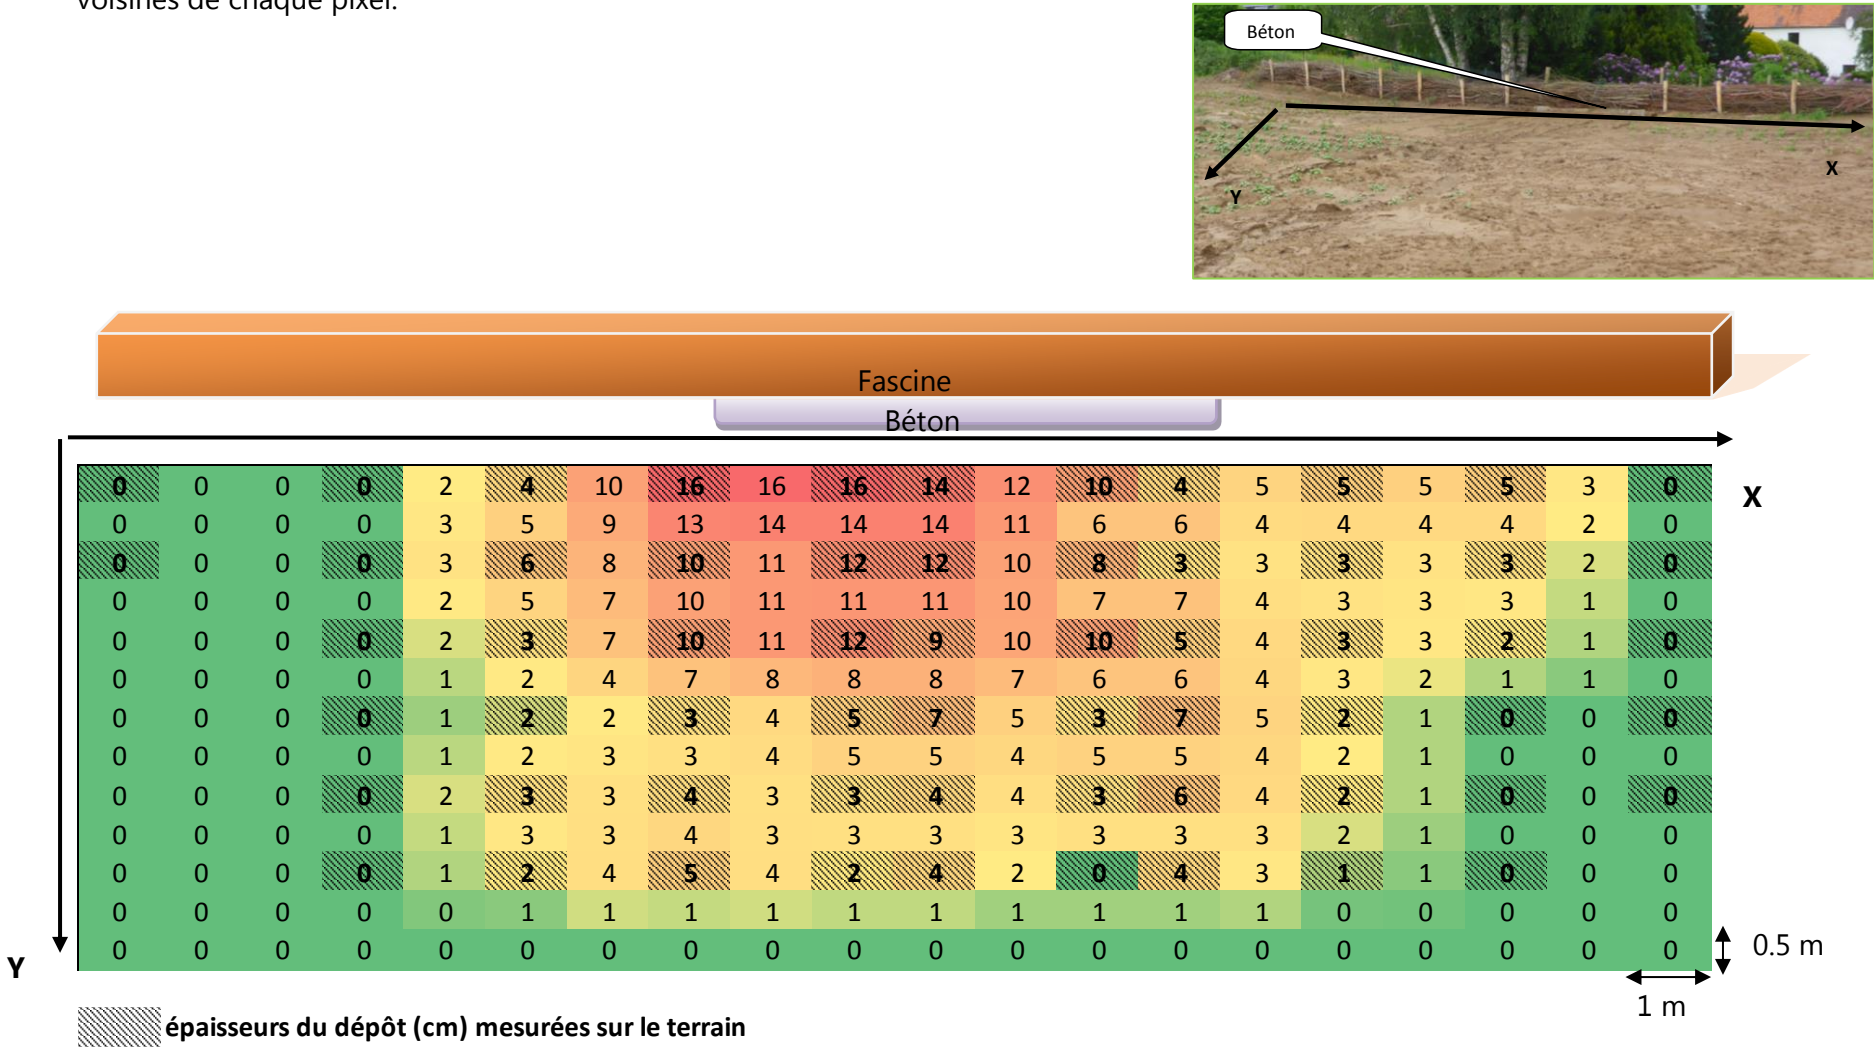 voisines de chaque pixel.
Béton
X
Y
Fascine
Béton
0 0 0 0 2 4 10 16 16 16 14 12 10 4 5 5 5 5 3 0
X
0 0 0 0 3 5 9 13 14 14 14 11 6 6 4 4 4 4 2 0
0 0 0 0 3 6 8 10 11 12 12 10 8 3 3 3 3 3 2 0
0 0 0 0 2 5 7 10 11 11 11 10 7 7 4 3 3 3 1 0
0 0 0 0 2 3 7 10 11 12 9 10 10 5 4 3 3 2 1 0
0 0 0 0 1 2 4 7 8 8 8 7 6 6 4 3 2 1 1 0
0 0 0 0 1 2 2 3 4 5 7 5 3 7 5 2 1 0 0 0
0 0 0 0 1 2 3 3 4 5 5 4 5 5 4 2 1 0 0 0
0 0 0 0 2 3 3 4 3 3 4 4 3 6 4 2 1 0 0 0
0 0 0 0 1 3 3 4 3 3 3 3 3 3 3 2 1 0 0 0
0 0 0 0 1 2 4 5 4 2 4 2 0 4 3 1 1 0 0 0
0 0 0 0 0 1 1 1 1 1 1 1 1 1 1 0 0 0 0 0
0 0 0 0 0 0 0 0 0 0 0 0 0 0 0 0 0 0 0 0
0.5 m
Y
1 m
épaisseurs du dépôt (cm) mesurées sur le terrain